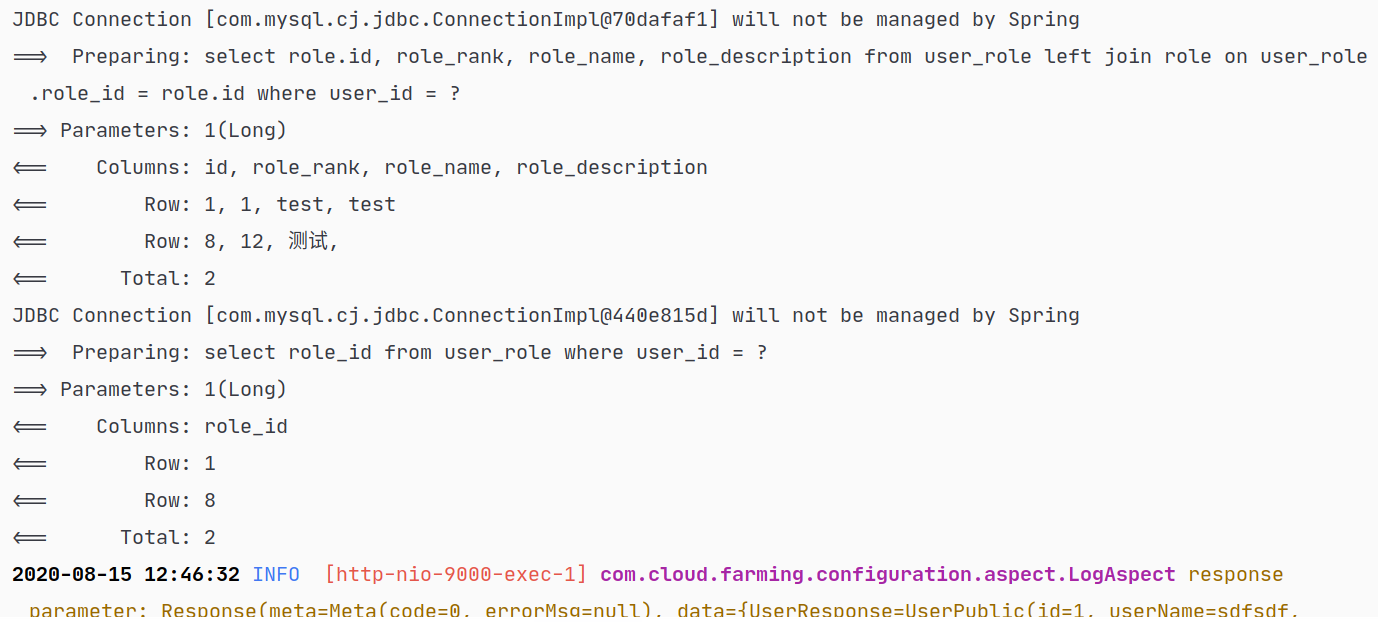 JDBC Connection [com.mysql.cj.jdbc.ConnectionImpl@70dafaf1] will not be managed by Spring
==>  Preparing: select role.id, role_rank, role_name, role_description from user_role left join role on user_role
.role_id = role.id where user_id = ?
==> Parameters: 1(Long)
<==    Columns: id, role_rank, role_name, role_description
<==        Row: 1, 1, test, test
<==        Row: 8, 12, 测试,
<==      Total: 2
JDBC Connection [com.mysql.cj.jdbc.ConnectionImpl@440e815d] will not be managed by Spring
==>  Preparing: select role_id from user_role where user_id = ?
==> Parameters: 1(Long)
<==    Columns: role_id
<==        Row: 1
<==        Row: 8
<==      Total: 2
2020-08-15 12:46:32 INFO  [http-nio-9000-exec-1] com.cloud.farming.configuration.aspect.LogAspect response
parameter: Response(meta=Meta(code=0, errorMsg=null), data={UserResponse=UserPublic(id=1, userName=sdfsdf,